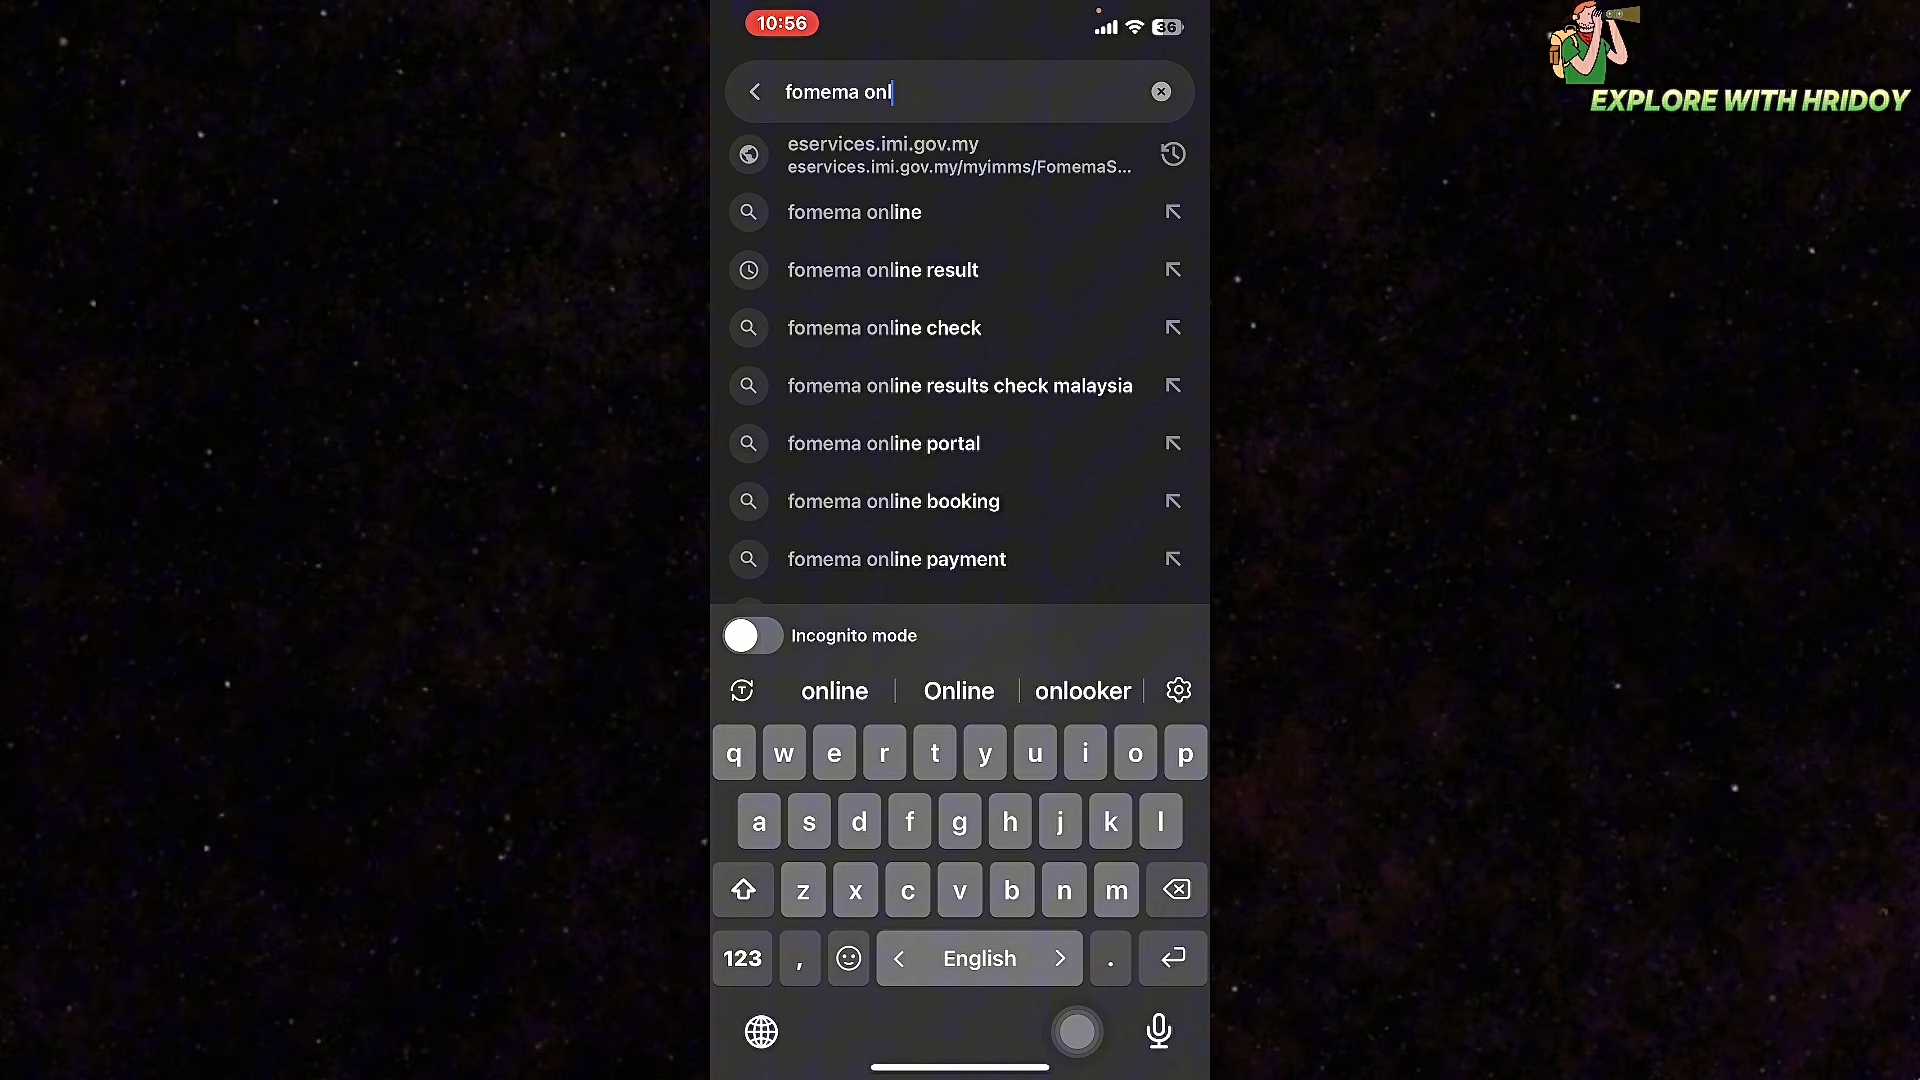 10:56
36
EXPLORE WITH HRIDOY
fomema onl
eservices.imi.gov.my
eservices.imi.gov.my/myimms/FomemaS...
fomema online
fomema online result
fomema online check
fomema online results check malaysia
fomema online portal
fomema online booking
fomema online payment
Incognito mode
online Online onlooker
q w e r t y u i o p
a s d f g h j k l
z x c v b n m
123 , < English > .